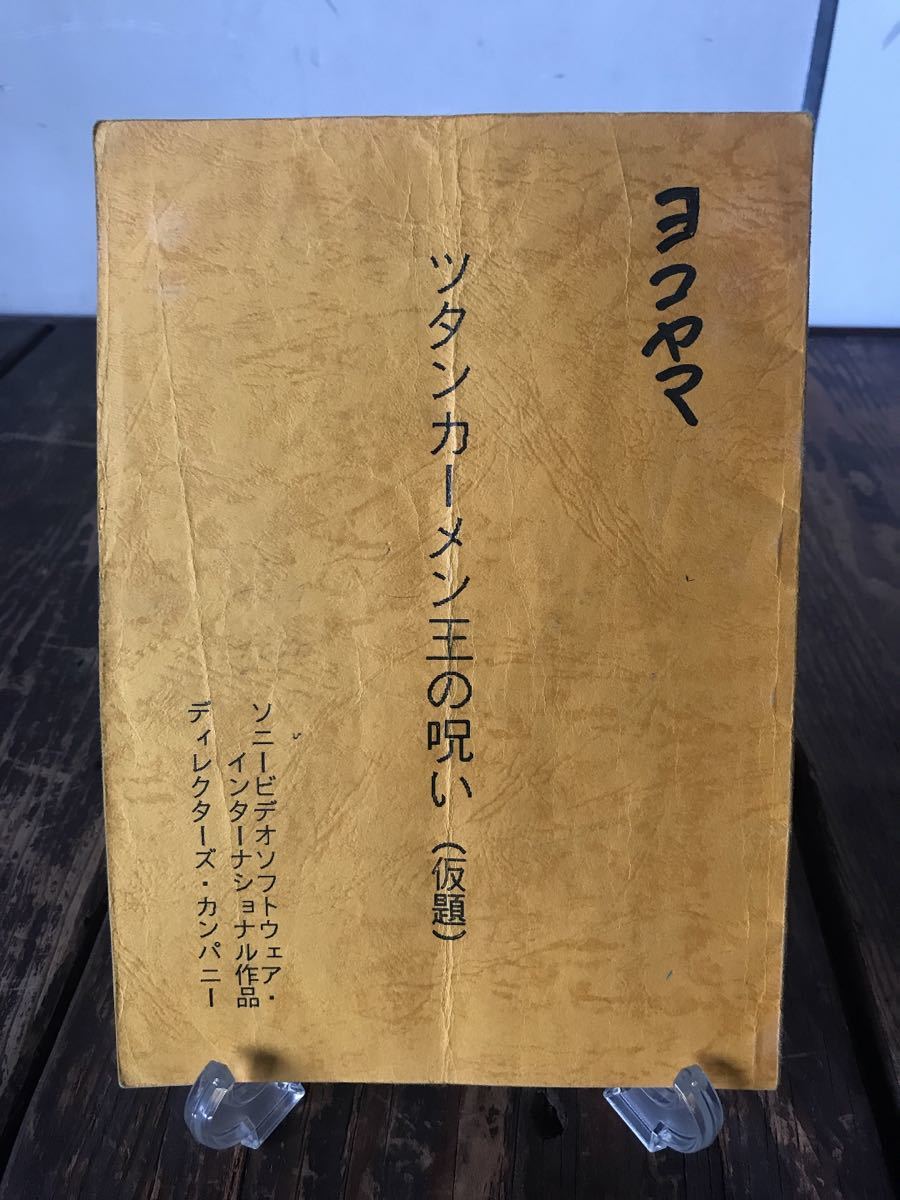 ヨコヤマ
ツタンカーメン王の呪い（仮題）
ソニービデオソフトウェア・
インターナショナル作品
ディレクターズ・カンパニー